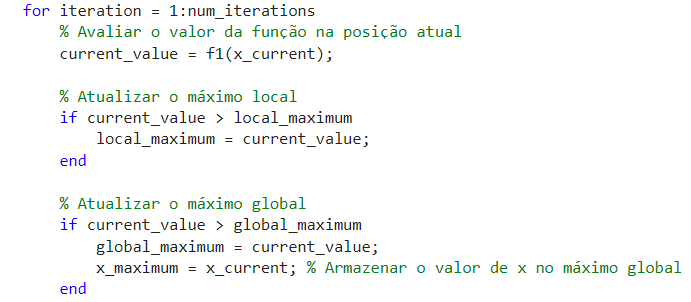 for iteration = 1:num_iterations
% Avaliar o valor da função na posição atual
current_value = f1(x_current);
% Atualizar o máximo local
if current_value > local_maximum
local_maximum = current_value;
end
% Atualizar o máximo global
if current_value > global_maximum
global_maximum = current_value;
x_maximum = x_current; % Armazenar o valor de x no máximo global
end